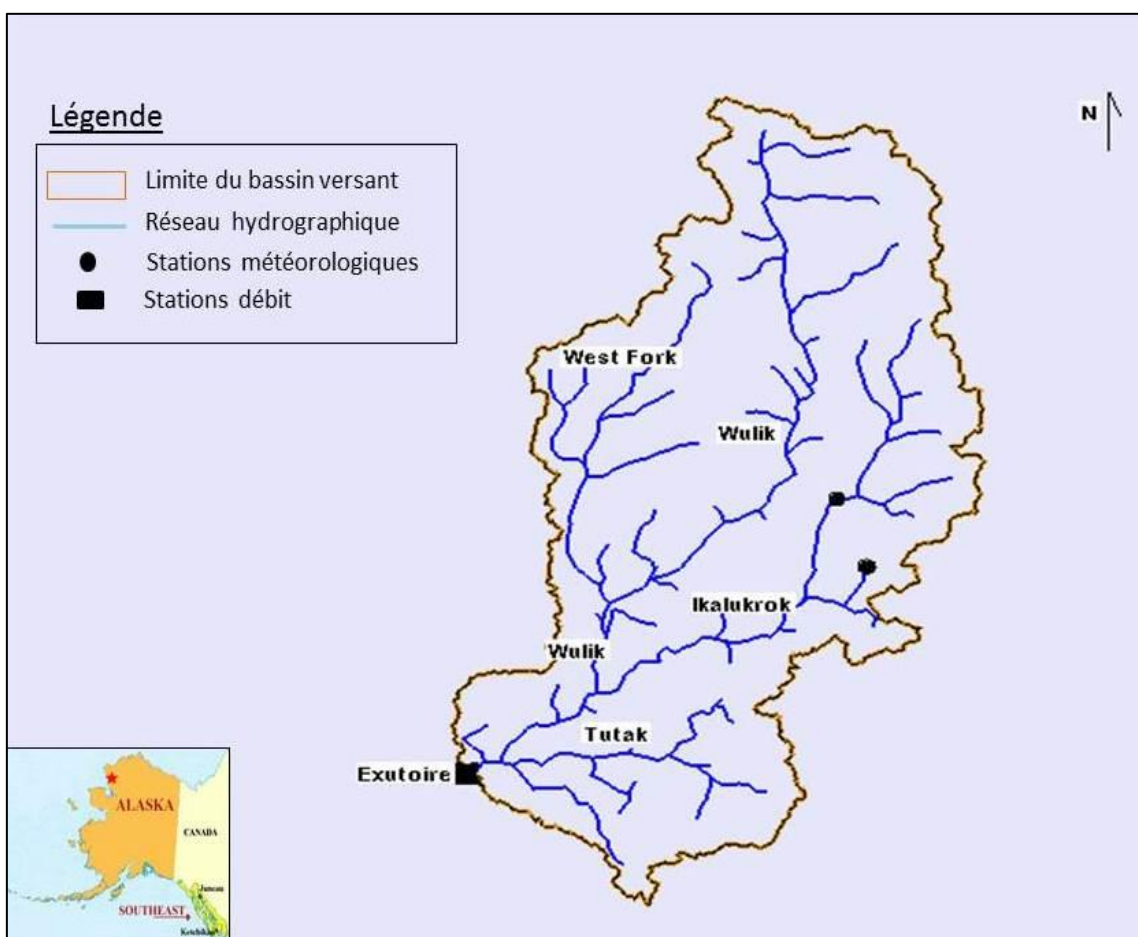 Légende
Limite du bassin versant
Réseau hydrographique
Stations météorologiques
Stations débit
N
West Fork
Wulik
Ikalukrok
Wulik
Tutak
Exutoire
ALASKA
CANADA
Juneau
SOUTHEAST
Ketchikan